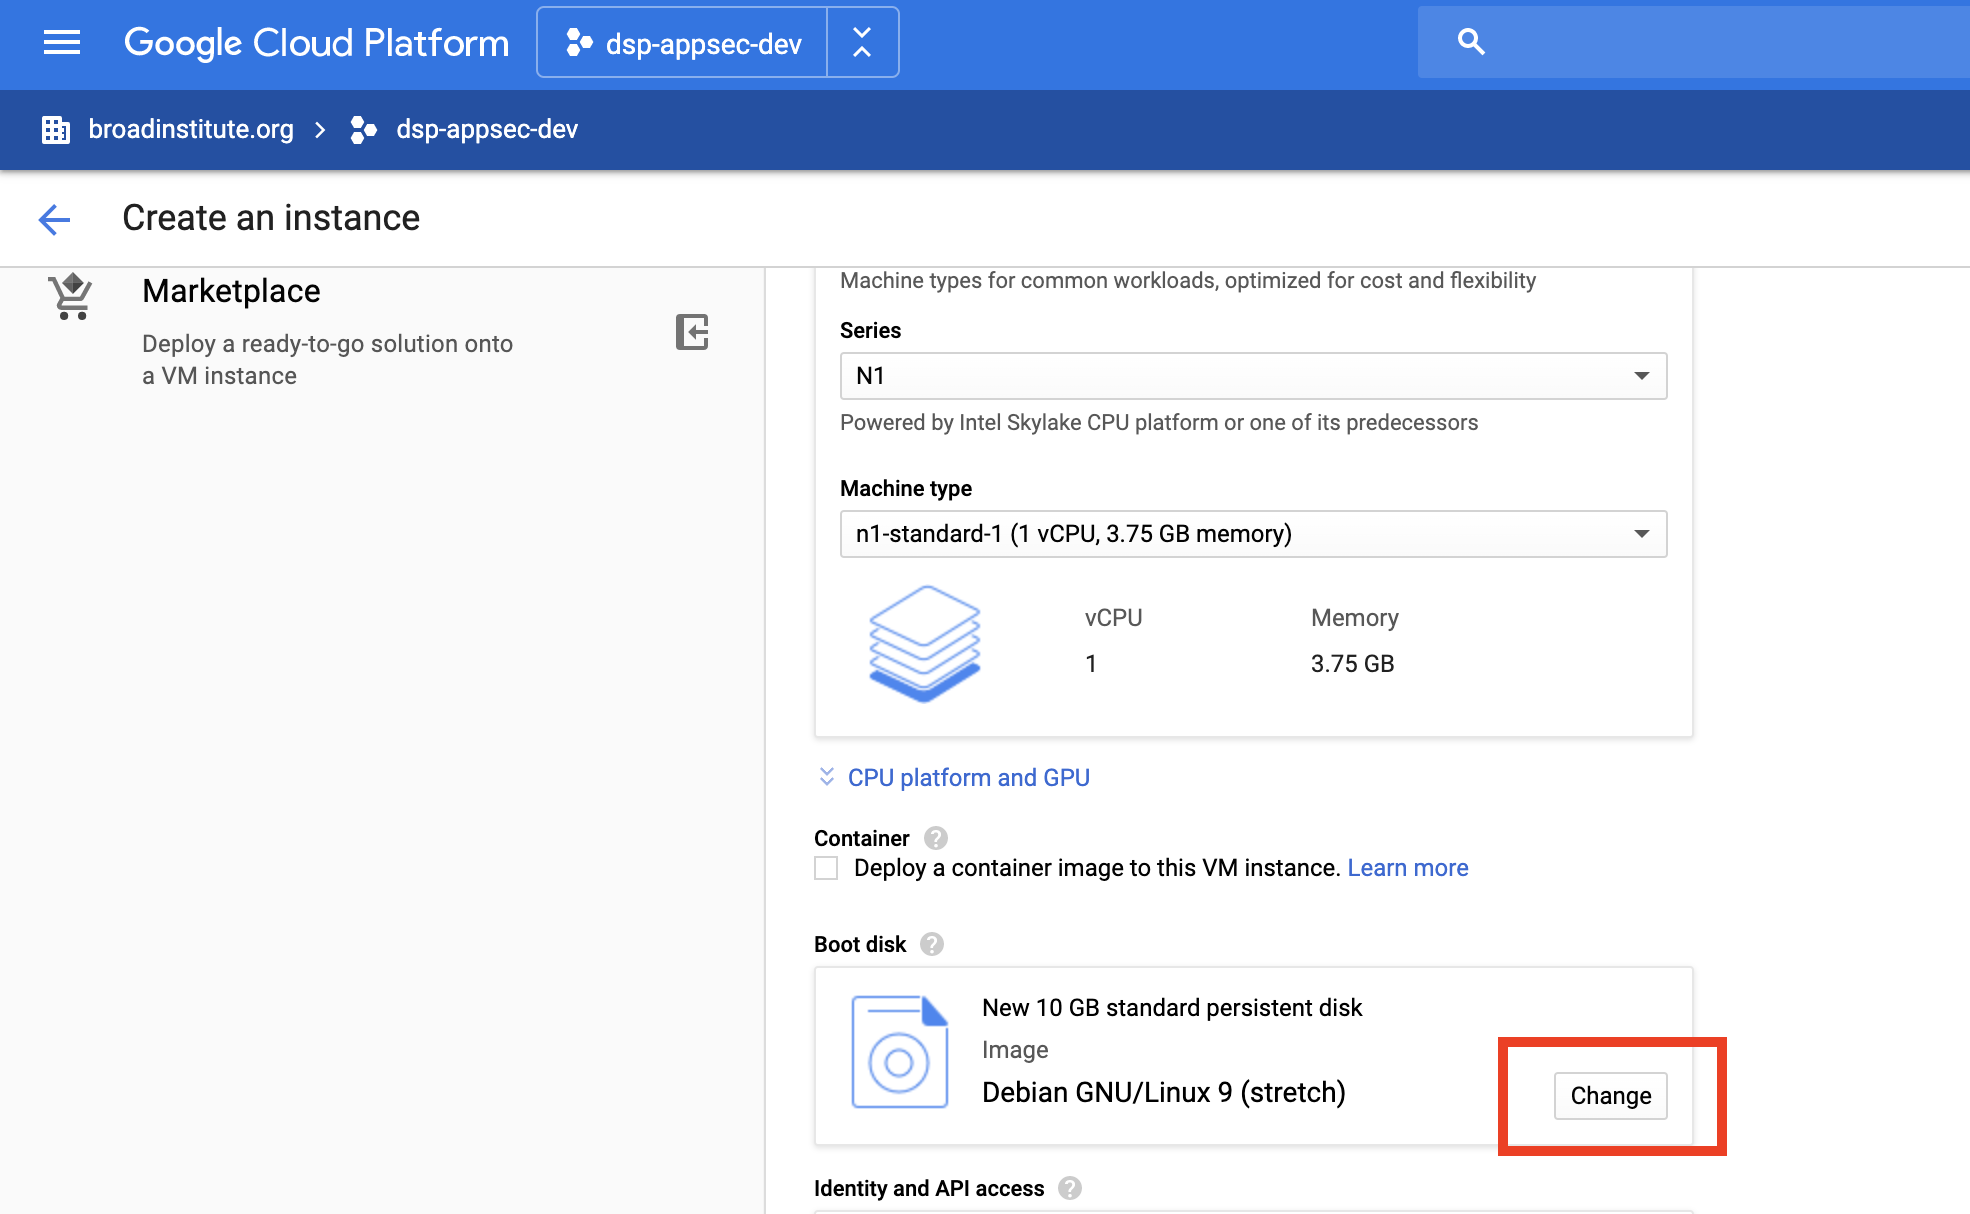 Google Cloud Platform
dsp-appsec-dev
broadinstitute.org
dsp-appsec-dev
Create an instance
Marketplace
Deploy a ready-to-go solution onto
a VM instance
Machine types for common workloads, optimized for cost and flexibility
Series
N1
Powered by Intel Skylake CPU platform or one of its predecessors
Machine type
n1-standard-1 (1 vCPU, 3.75 GB memory)
vCPU
Memory
1
3.75 GB
CPU platform and GPU
Container ?
Deploy a container image to this VM instance. Learn more
Boot disk ?
New 10 GB standard persistent disk
Image
Debian GNU/Linux 9 (stretch)
Change
Identity and API access ?